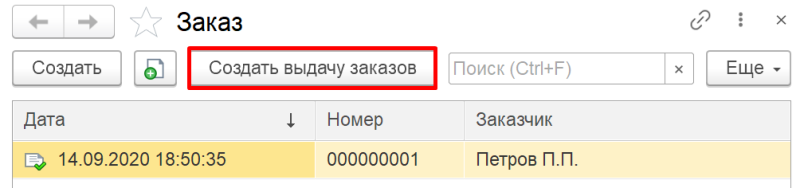 Заказ
Создать Создать выдачу заказов Поиск (Ctrl+F) × Еще
Дата ↓ Номер Заказчик
14.09.2020 18:50:35 000000001 Петров П.П.